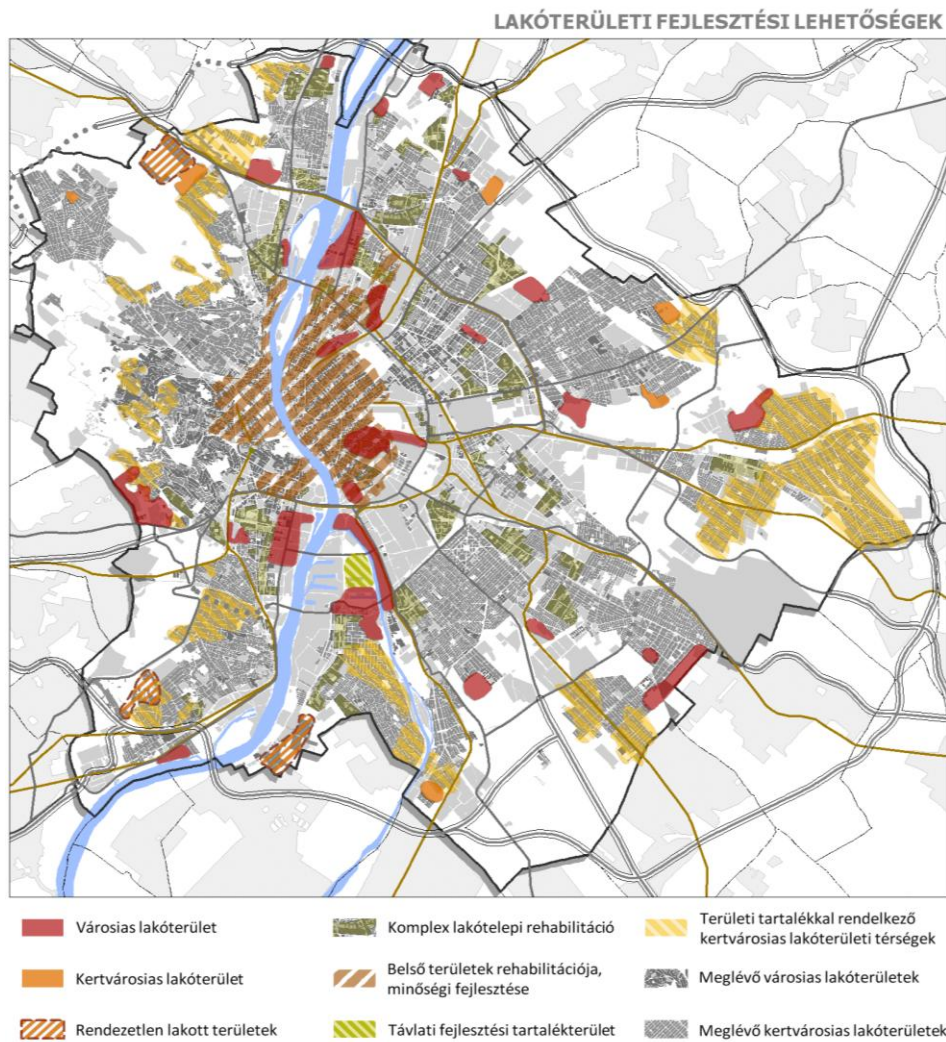 LAKÓTERÜLETI FEJLESZTÉSI LEHETŐSÉGEK
Városias lakóterület
Komplex lakótelepi rehabilitáció
Területi tartalékkal rendelkező
kertvárosias lakóterületi térségek
Kertvárosias lakóterület
Belső területek rehabilitációja,
minőségi fejlesztése
Meglévő városias lakóterületek
Rendezetlen lakott területek
Távlati fejlesztési tartalékterület
Meglévő kertvárosias lakóterületek